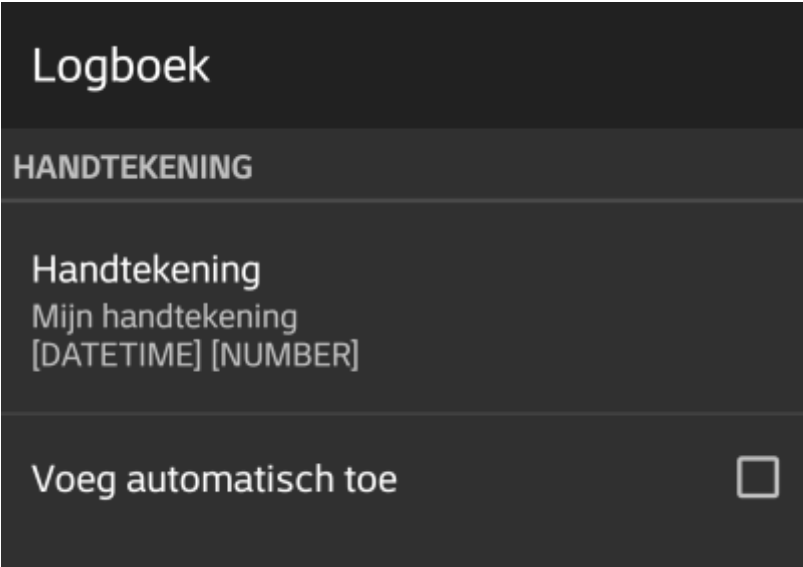 Logboek
HANDTEKENING
Handtekening
Mijn handtekening
[DATETIME] [NUMBER]
Voeg automatisch toe